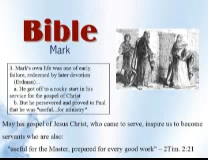 Bible
Mark
3. Mark's own life was one of early
failure, redeemed by later devotion
(Erdman)…
a. He got off to a rocky start in his
service for the gospel of Christ
b. But he persevered and proved to Paul
that he was "useful...for ministry"
May his gospel of Jesus Christ, who came to serve, inspire us to become
servants who are also:
"useful for the Master, prepared for every good work" – 2Tim. 2:21